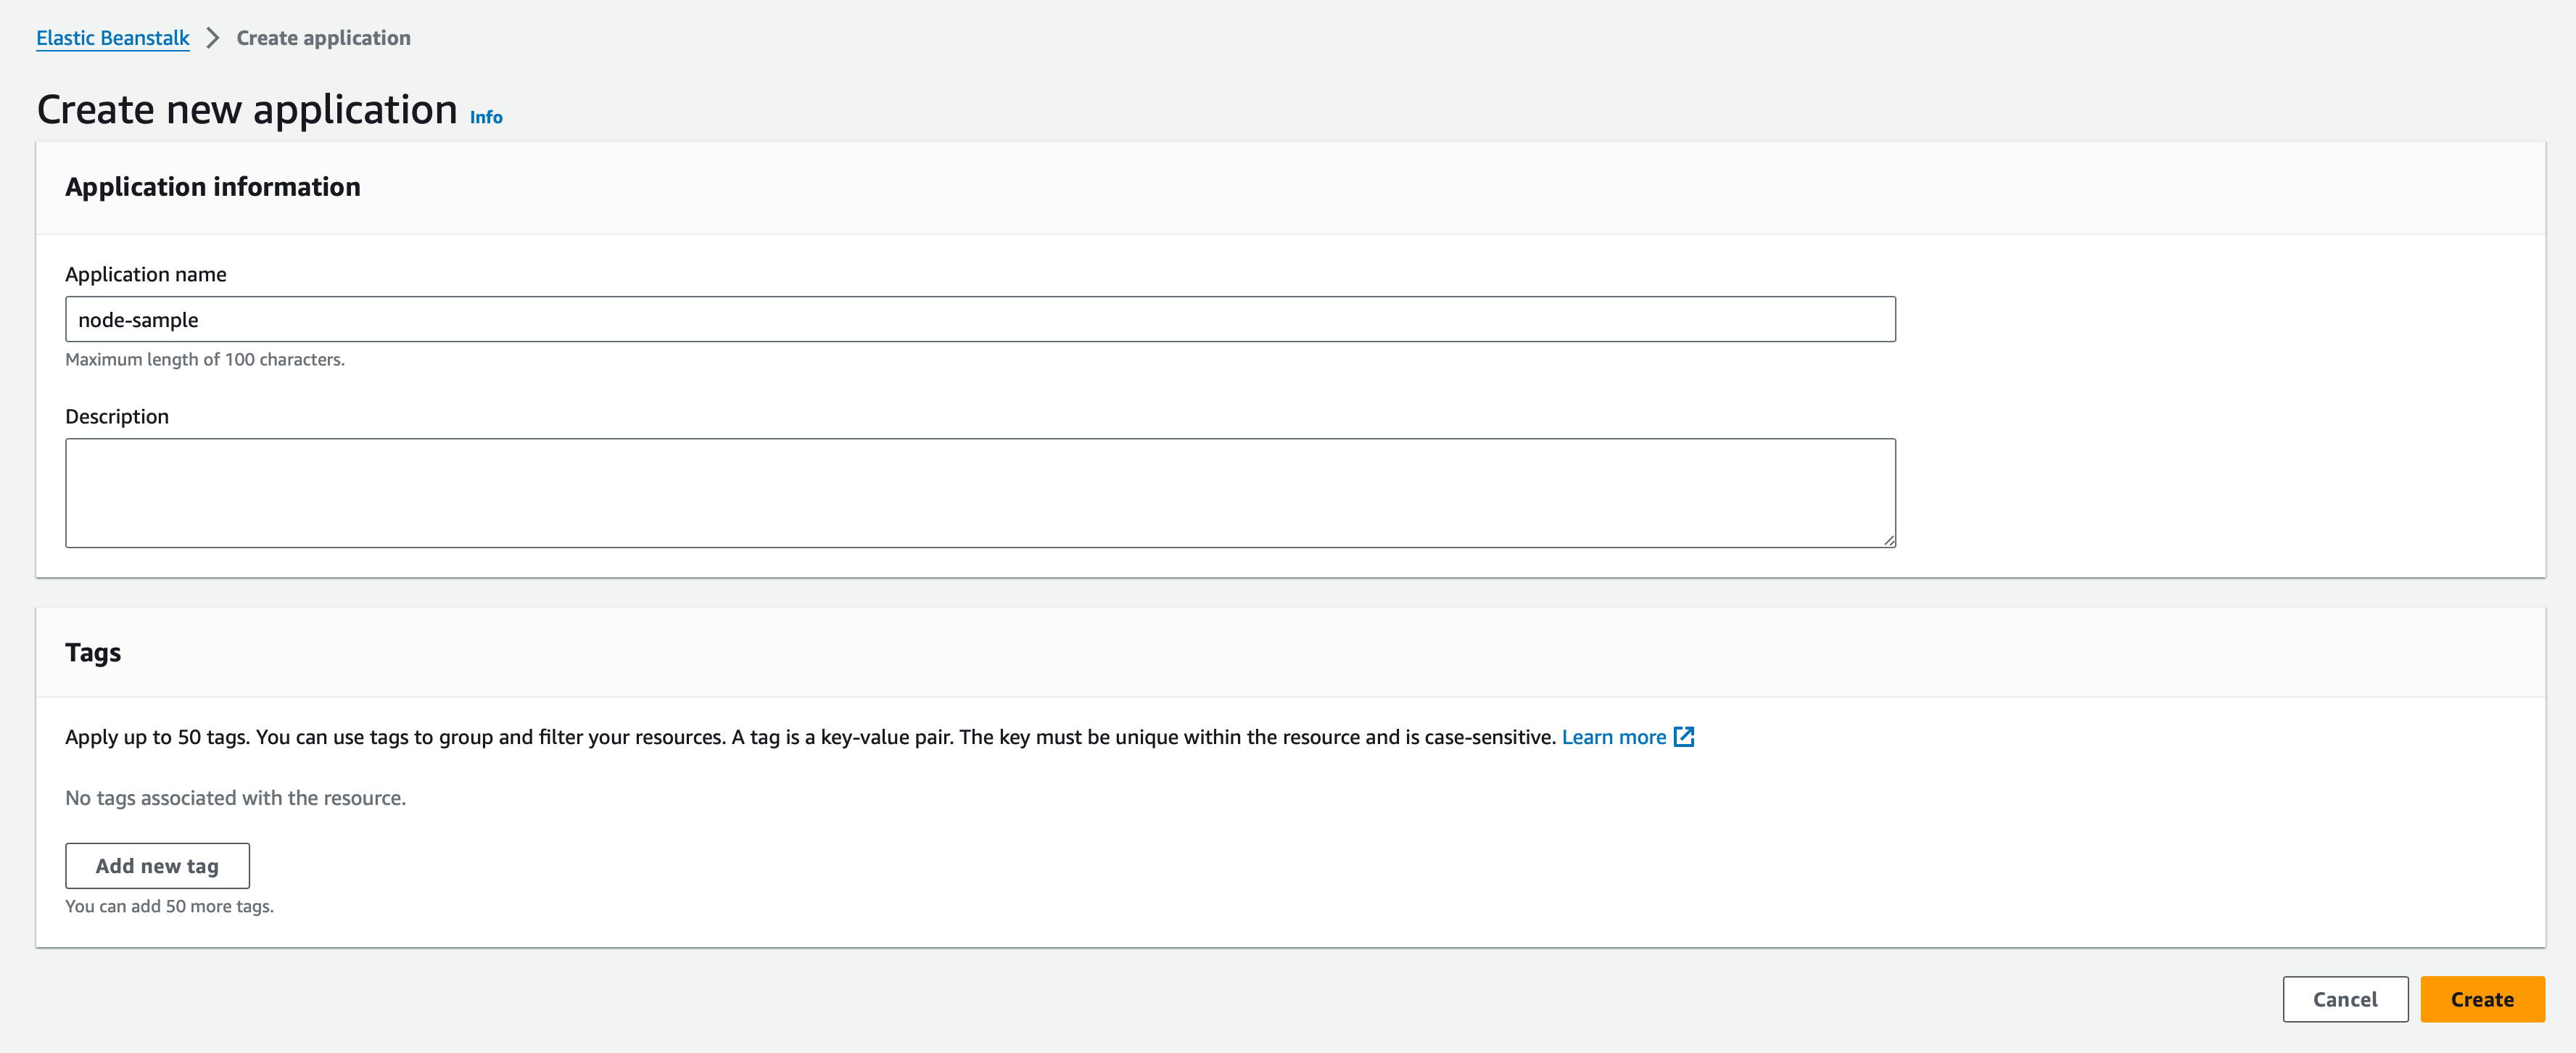 Elastic Beanstalk > Create application
Create new application Info
Application information
Application name
node-sample
Maximum length of 100 characters.
Description
Tags
Apply up to 50 tags. You can use tags to group and filter your resources. A tag is a key-value pair. The key must be unique within the resource and is case-sensitive. Learn more
No tags associated with the resource.
Add new tag
You can add 50 more tags.
Cancel Create